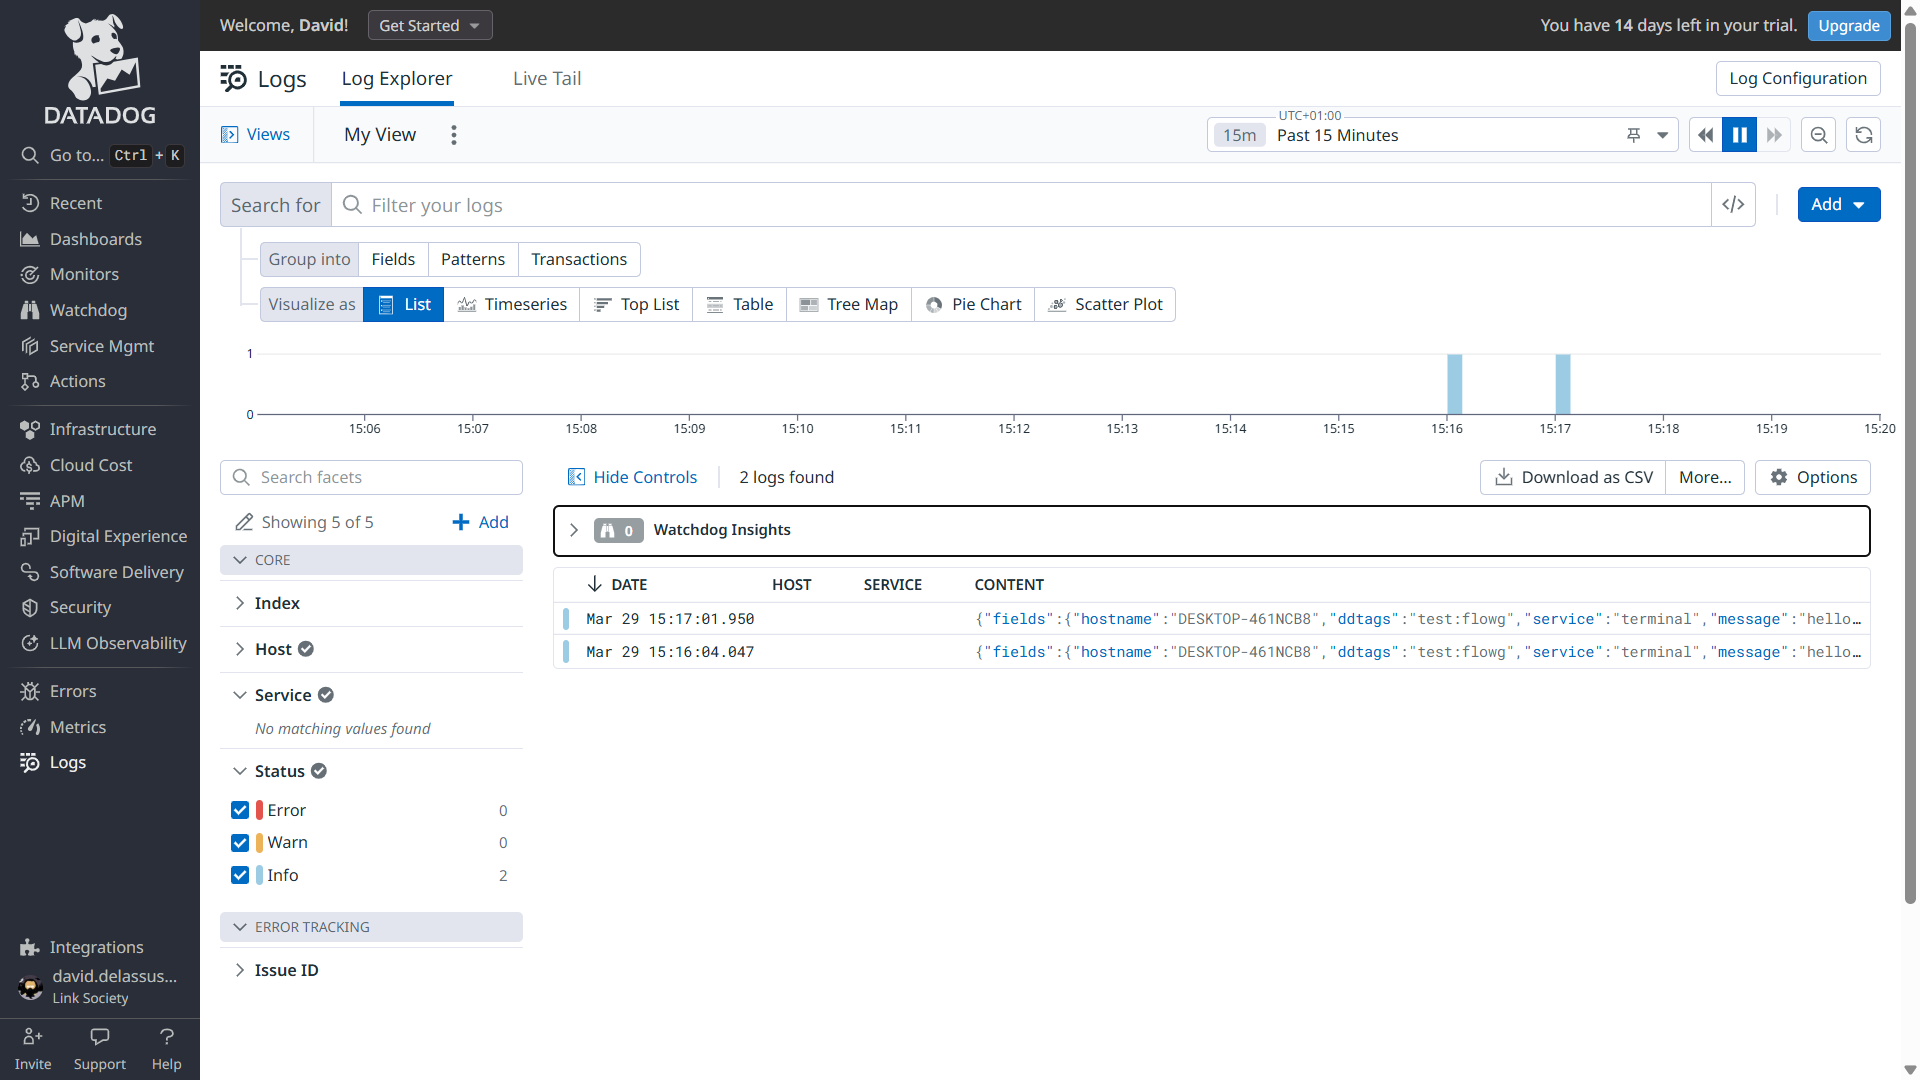 DATADOG
Go to... Ctrl + K
Recent
Dashboards
Monitors
Watchdog
Service Mgmt
Actions
Infrastructure
Cloud Cost
APM
Digital Experience
Software Delivery
Security
LLM Observability
Errors
Metrics
Logs
Integrations
david.delassus...
Link Society
Invite Support Help
Welcome, David! Get Started
You have 14 days left in your trial. Upgrade
Logs Log Explorer Live Tail
Log Configuration
Views My View
UTC+01:00
15m Past 15 Minutes
Search for Filter your logs </> Add
Group into Fields Patterns Transactions
Visualize as List Timeseries Top List Table Tree Map Pie Chart Scatter Plot
1
0
15:06 15:07 15:08 15:09 15:10 15:11 15:12 15:13 15:14 15:15 15:16 15:17 15:18 15:19 15:20
Search facets
Showing 5 of 5 Add
CORE
Index
Host
Service
No matching values found
Status
Error 0
Warn 0
Info 2
ERROR TRACKING
Issue ID
Hide Controls 2 logs found
Download as CSV More... Options
0 Watchdog Insights
DATE HOST SERVICE CONTENT
Mar 29 15:17:01.950 {"fields":{"hostname":"DESKTOP-461NCB8","ddtags":"test:flowg","service":"terminal","message":"hello…
Mar 29 15:16:04.047 {"fields":{"hostname":"DESKTOP-461NCB8","ddtags":"test:flowg","service":"terminal","message":"hello…